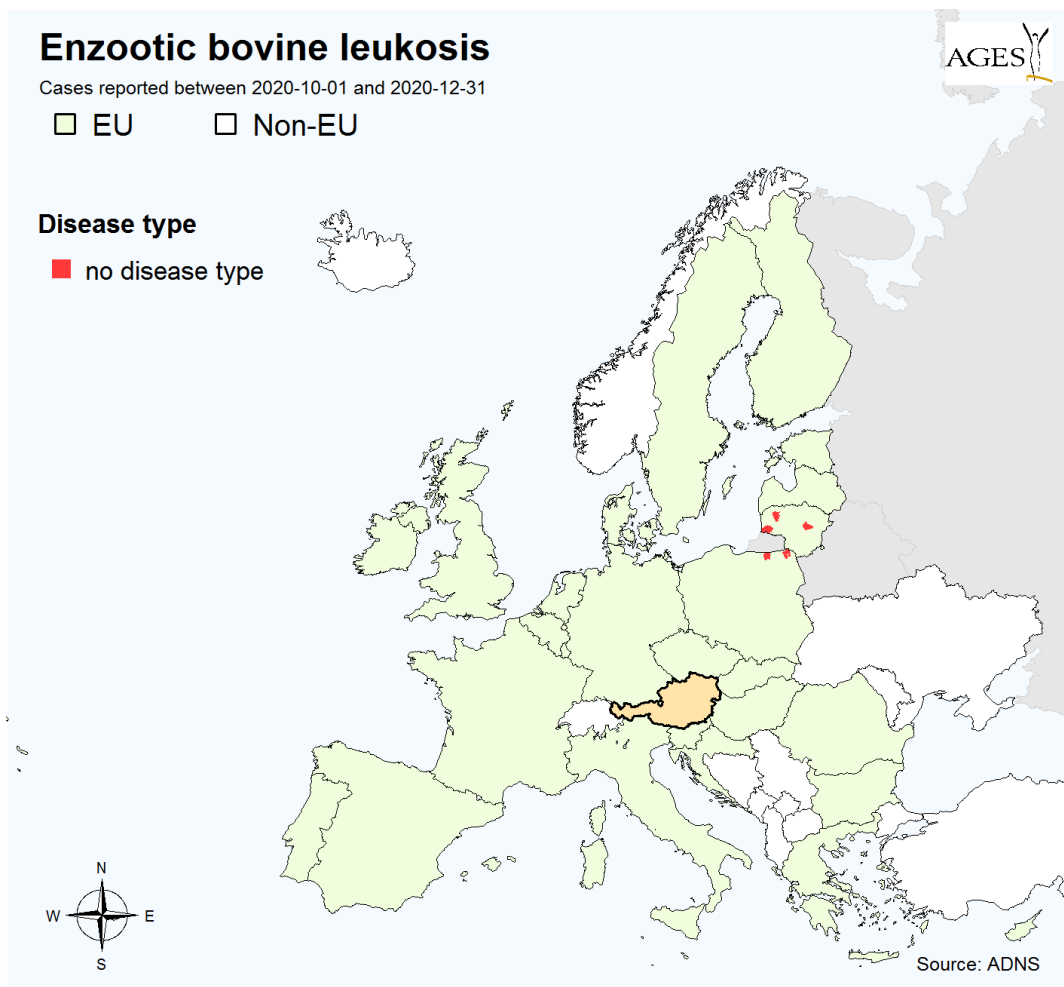 Enzootic bovine leukosis
Cases reported between 2020-10-01 and 2020-12-31
EU Non-EU
AGES
Disease type
no disease type
N
W E
S
Source: ADNS